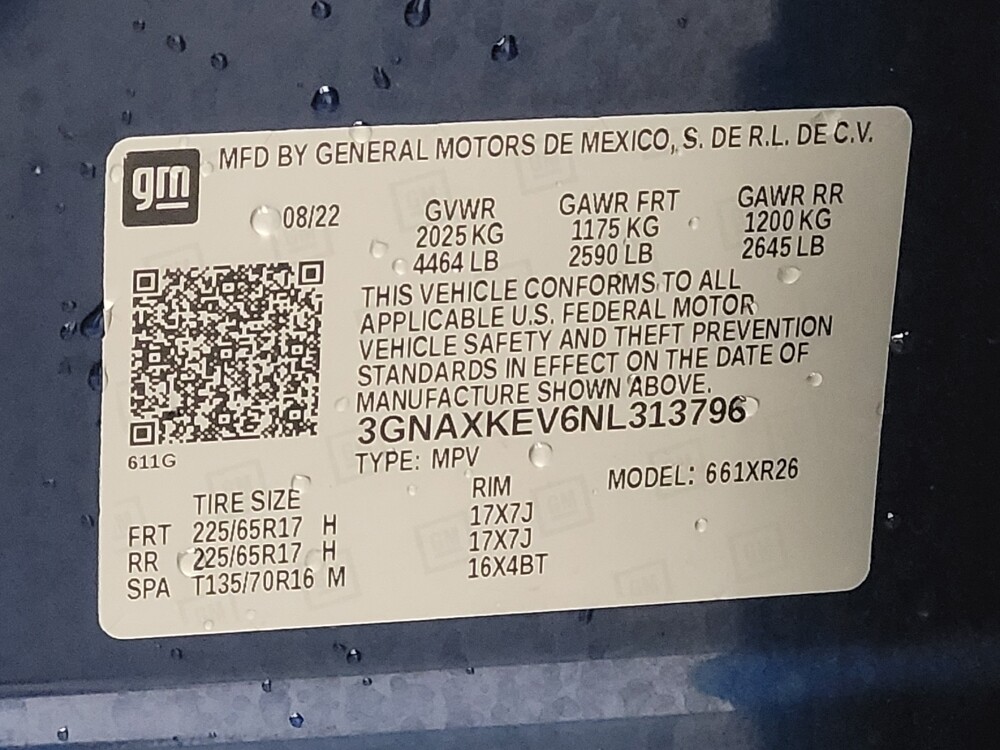 gm MFD BY GENERAL MOTORS DE MEXICO, S. DE R.L. DE C.V.
08/22 GVWR GAWR FRT GAWR RR
2025 KG 1175 KG 1200 KG
4464 LB 2590 LB 2645 LB
THIS VEHICLE CONFORMS TO ALL
APPLICABLE U.S. FEDERAL MOTOR
VEHICLE SAFETY AND THEFT PREVENTION
STANDARDS IN EFFECT ON THE DATE OF
MANUFACTURE SHOWN ABOVE.
3GNAXKEV6NL313796
611G
TYPE: MPV MODEL: 661XR26
TIRE SIZE RIM
FRT 225/65R17 H 17X7J
RR 225/65R17 H 17X7J
SPA T135/70R16 M 16X4BT